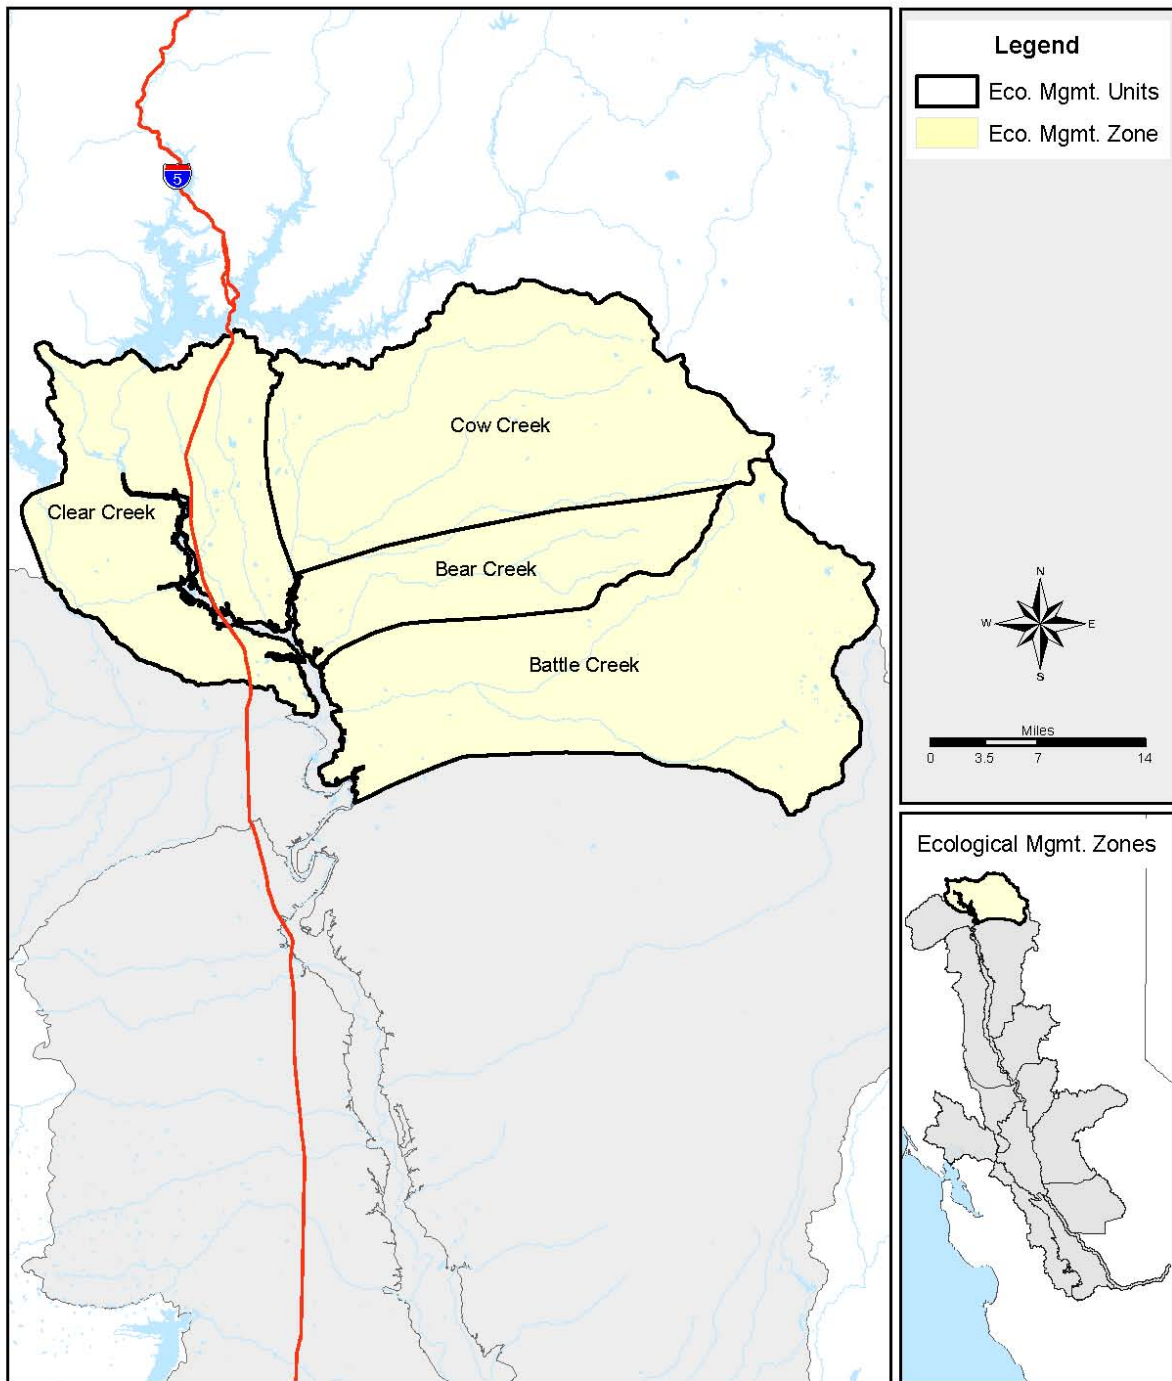 5
Cow Creek
Clear Creek
Bear Creek
Battle Creek
Legend
Eco. Mgmt. Units
Eco. Mgmt. Zone
N
W E
S
Miles
0 3.5 7 14
Ecological Mgmt. Zones